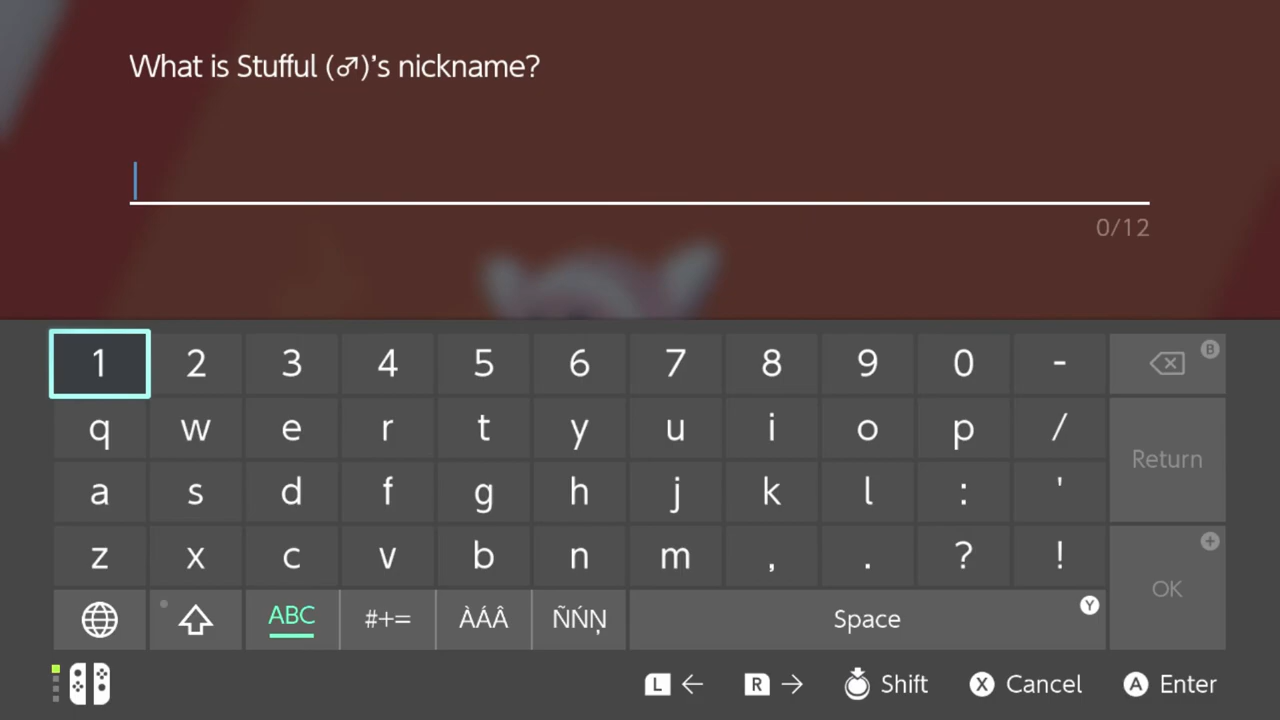 What is Stufful (♂)'s nickname?
0/12
1 2 3 4 5 6 7 8 9 0 - B
q w e r t y u i o p /
Return
a s d f g h j k l : '
z x c v b n m , . ? ! +
OK
ABC #+= ÀÁÂ ÑŃŅ Space Y
L ← R → Shift X Cancel A Enter